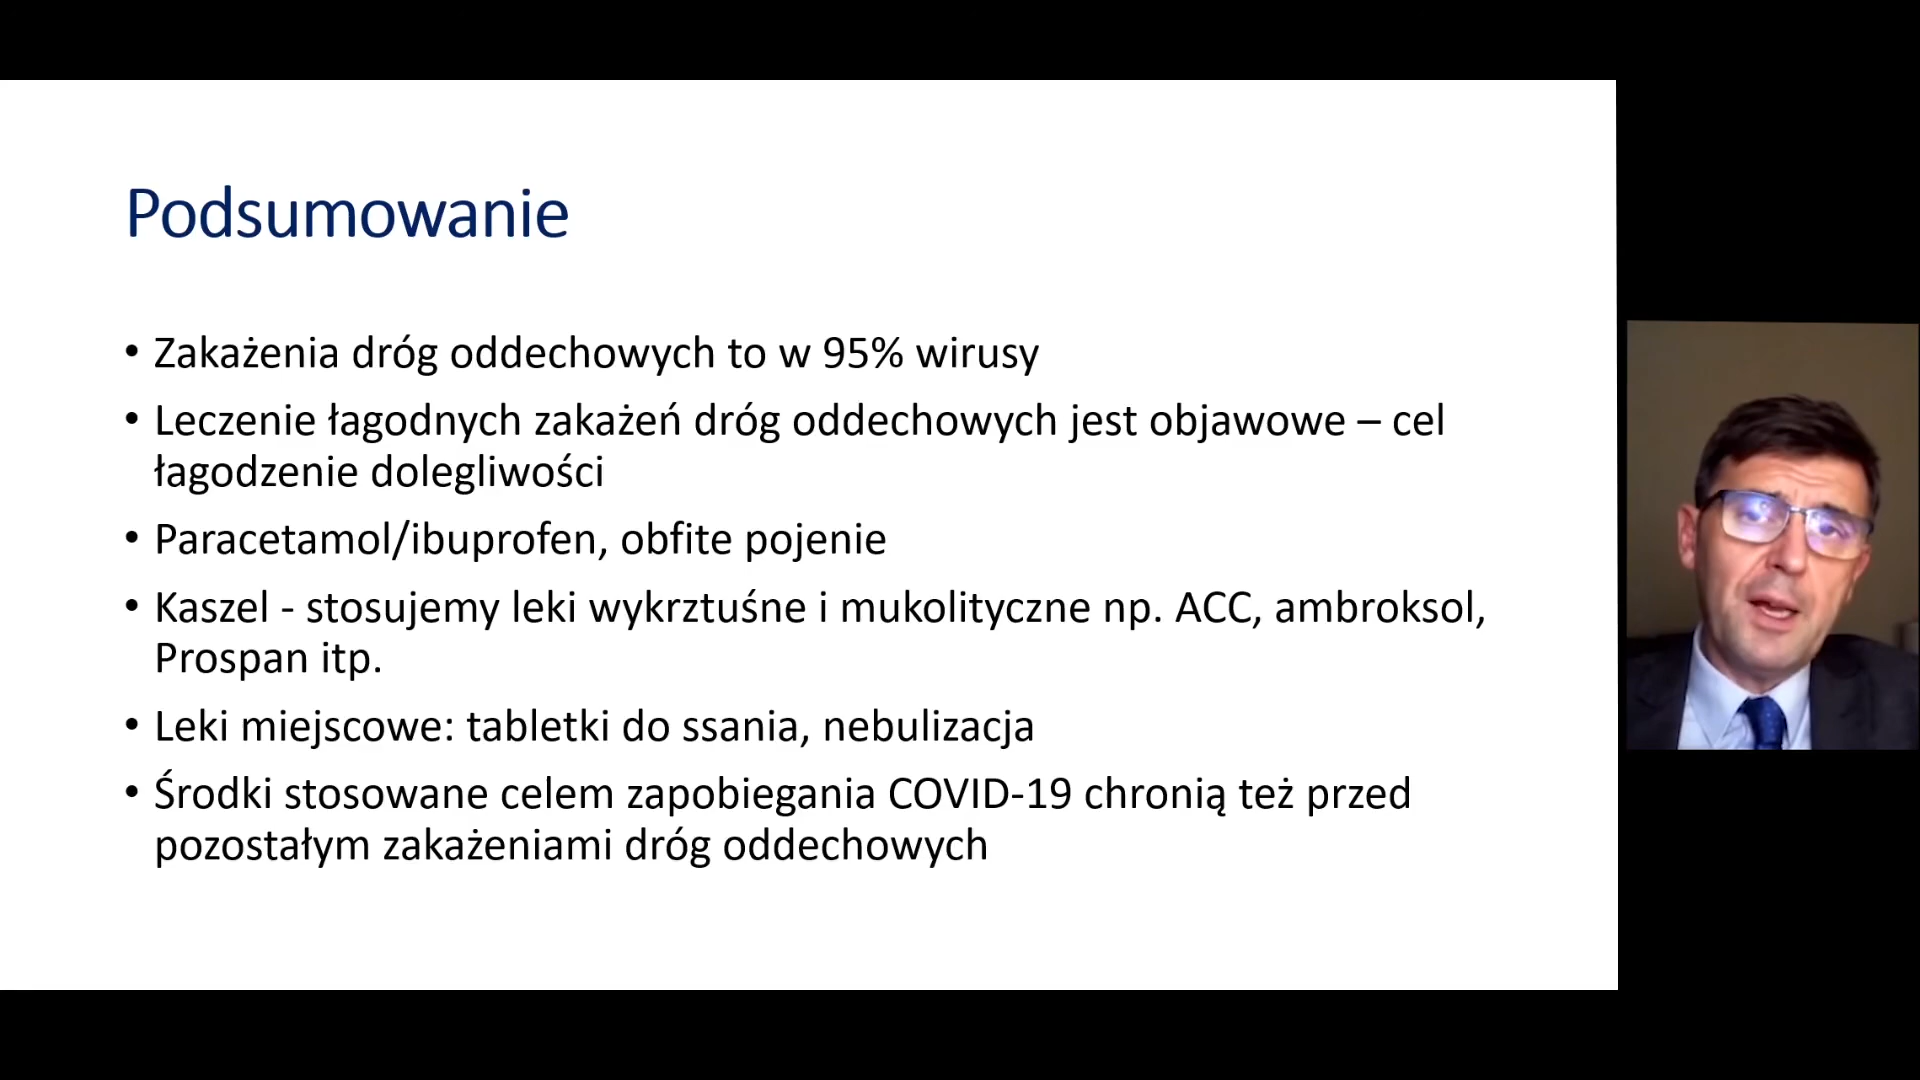 Podsumowanie
• Zakażenia dróg oddechowych to w 95% wirusy
• Leczenie łagodnych zakażeń dróg oddechowych jest objawowe – cel
łagodzenie dolegliwości
• Paracetamol/ibuprofen, obfite pojenie
• Kaszel - stosujemy leki wykrztuśne i mukolityczne np. ACC, ambroksol,
Prospan itp.
• Leki miejscowe: tabletki do ssania, nebulizacja
• Środki stosowane celem zapobiegania COVID-19 chronią też przed
pozostałym zakażeniami dróg oddechowych